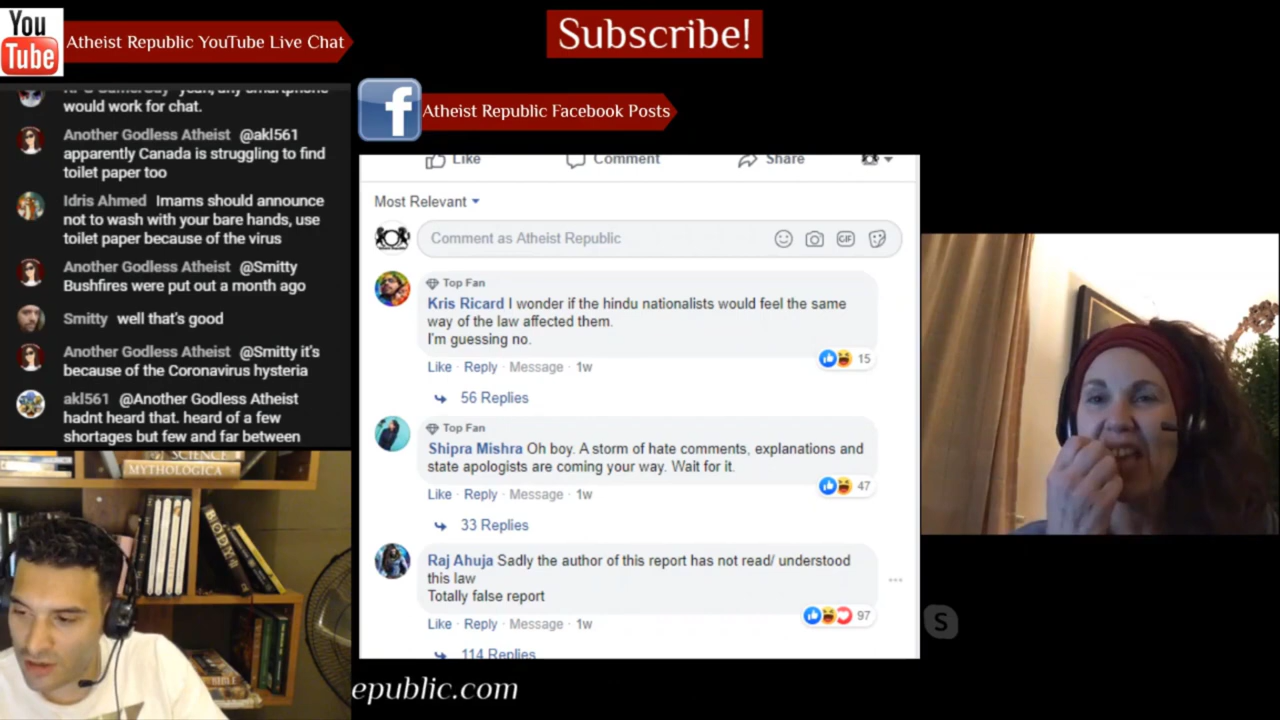 You
Tube
Atheist Republic YouTube Live Chat
Subscribe!
yeah, any smartphone
would work for chat.
Another Godless Atheist @akl561
apparently Canada is struggling to find
toilet paper too
Idris Ahmed Imams should announce
not to wash with your bare hands, use
toilet paper because of the virus
Another Godless Atheist @Smitty
Bushfires were put out a month ago
Smitty well that's good
Another Godless Atheist @Smitty it's
because of the Coronavirus hysteria
akl561 @Another Godless Atheist
hadnt heard that. heard of a few
shortages but few and far between
f
Atheist Republic Facebook Posts
Like Comment Share
Most Relevant
Comment as Atheist Republic
GIF
Top Fan
Kris Ricard I wonder if the hindu nationalists would feel the same
way of the law affected them.
I'm guessing no.
15
Like · Reply · Message · 1w
56 Replies
Top Fan
Shipra Mishra Oh boy. A storm of hate comments, explanations and
state apologists are coming your way. Wait for it.
47
Like · Reply · Message · 1w
33 Replies
Raj Ahuja Sadly the author of this report has not read/ understood
this law
Totally false report
97
Like · Reply · Message · 1w
114 Replies
SCIENCE
MYTHOLOGICA
S
epublic.com